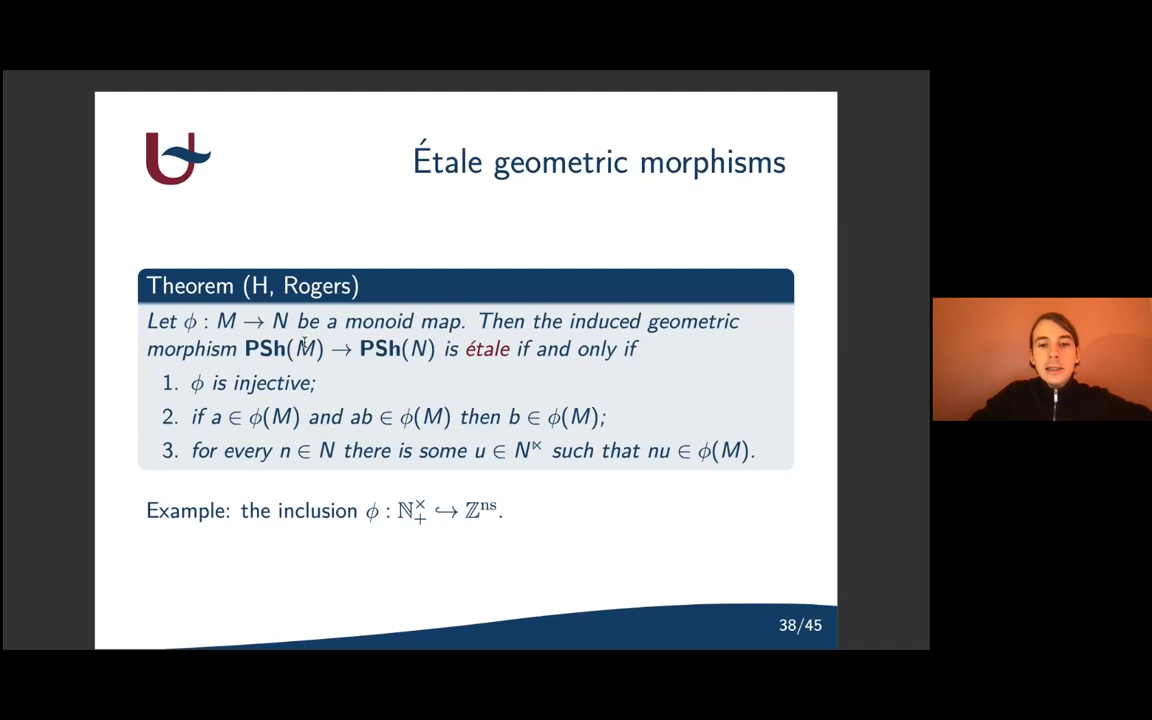 Étale geometric morphisms
Theorem (H, Rogers)
Let ϕ : M → N be a monoid map. Then the induced geometric
morphism PSh(M) → PSh(N) is étale if and only if
1. ϕ is injective;
2. if a ∈ ϕ(M) and ab ∈ ϕ(M) then b ∈ ϕ(M);
3. for every n ∈ N there is some u ∈ N^⋉ such that nu ∈ ϕ(M).
Example: the inclusion ϕ : ℕ₊^× ↪ ℤ^ns.
38/45